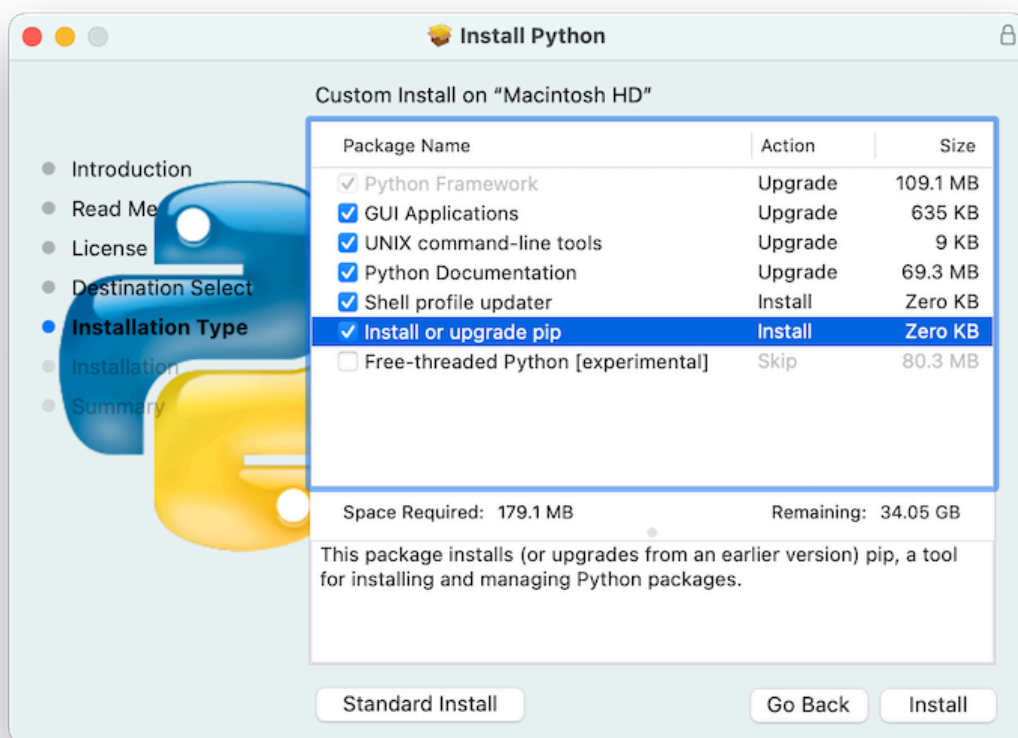 Install Python
Custom Install on “Macintosh HD”
Introduction
Read Me
License
Destination Select
Installation Type
Installation
Summary
Package Name Action Size
Python Framework Upgrade 109.1 MB
GUI Applications Upgrade 635 KB
UNIX command-line tools Upgrade 9 KB
Python Documentation Upgrade 69.3 MB
Shell profile updater Install Zero KB
Install or upgrade pip Install Zero KB
Free-threaded Python [experimental] Skip 80.3 MB
Space Required: 179.1 MB Remaining: 34.05 GB
This package installs (or upgrades from an earlier version) pip, a tool
for installing and managing Python packages.
Standard Install Go Back Install